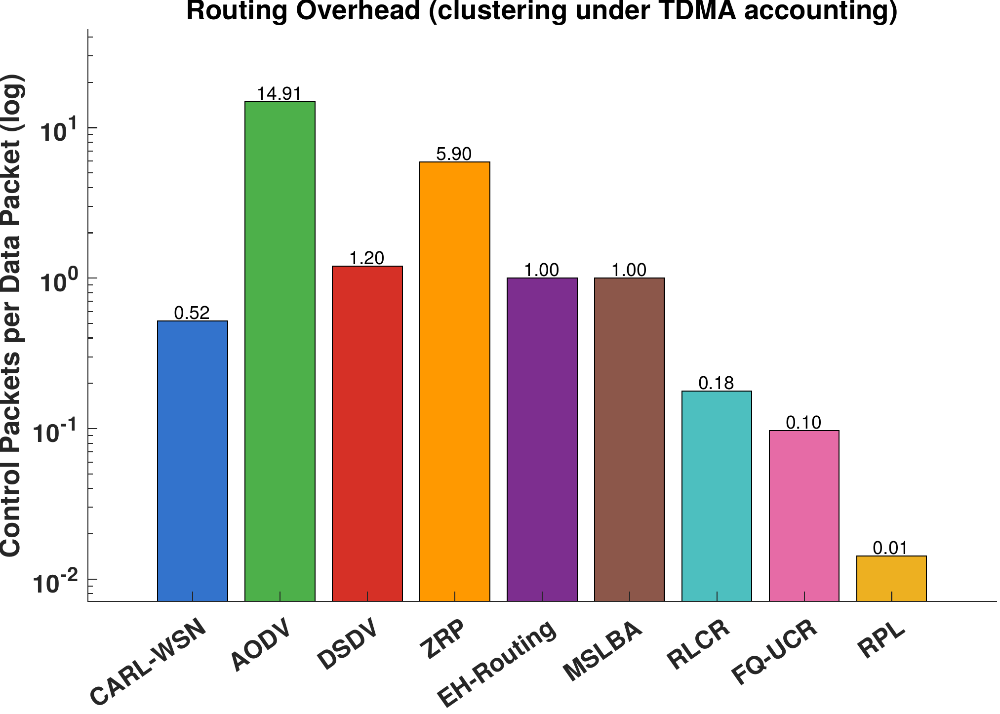 Routing Overhead (clustering under TDMA accounting)
Control Packets per Data Packet (log)
10^1
10^0
10^-1
10^-2
0.52
14.91
1.20
5.90
1.00
1.00
0.18
0.10
0.01
CARL-WSN
AODV
DSDV
ZRP
EH-Routing
MSLBA
RLCR
FQ-UCR
RPL